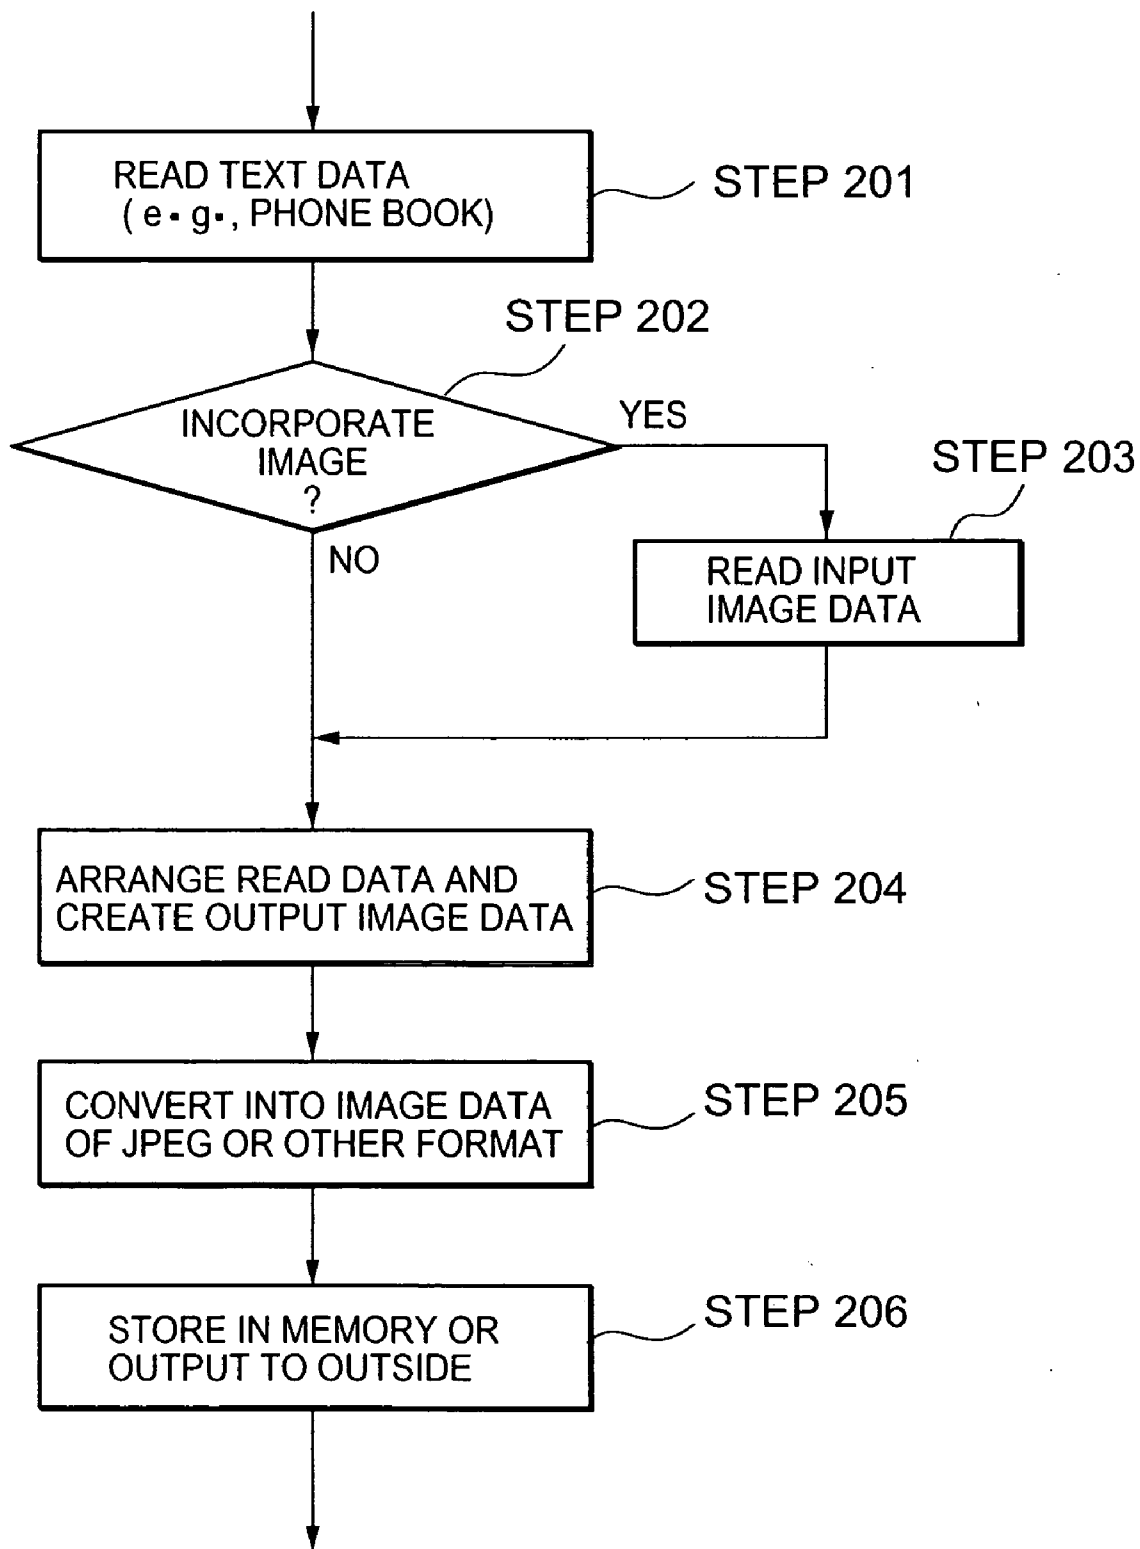 READ TEXT DATA
( e.g., PHONE BOOK)
STEP 201
STEP 202
INCORPORATE
IMAGE
?
YES
NO
STEP 203
READ INPUT
IMAGE DATA
ARRANGE READ DATA AND
CREATE OUTPUT IMAGE DATA
STEP 204
CONVERT INTO IMAGE DATA
OF JPEG OR OTHER FORMAT
STEP 205
STORE IN MEMORY OR
OUTPUT TO OUTSIDE
STEP 206